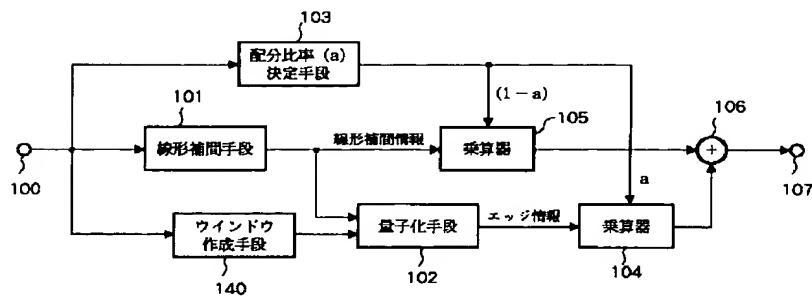 103
配分比率 (a)
決定手段
101
(1－a)
105
106
線形補間手段
線形補間情報
乗算器
+
100
107
a
ウインドウ
作成手段
量子化手段
エッジ情報
乗算器
140
102
104